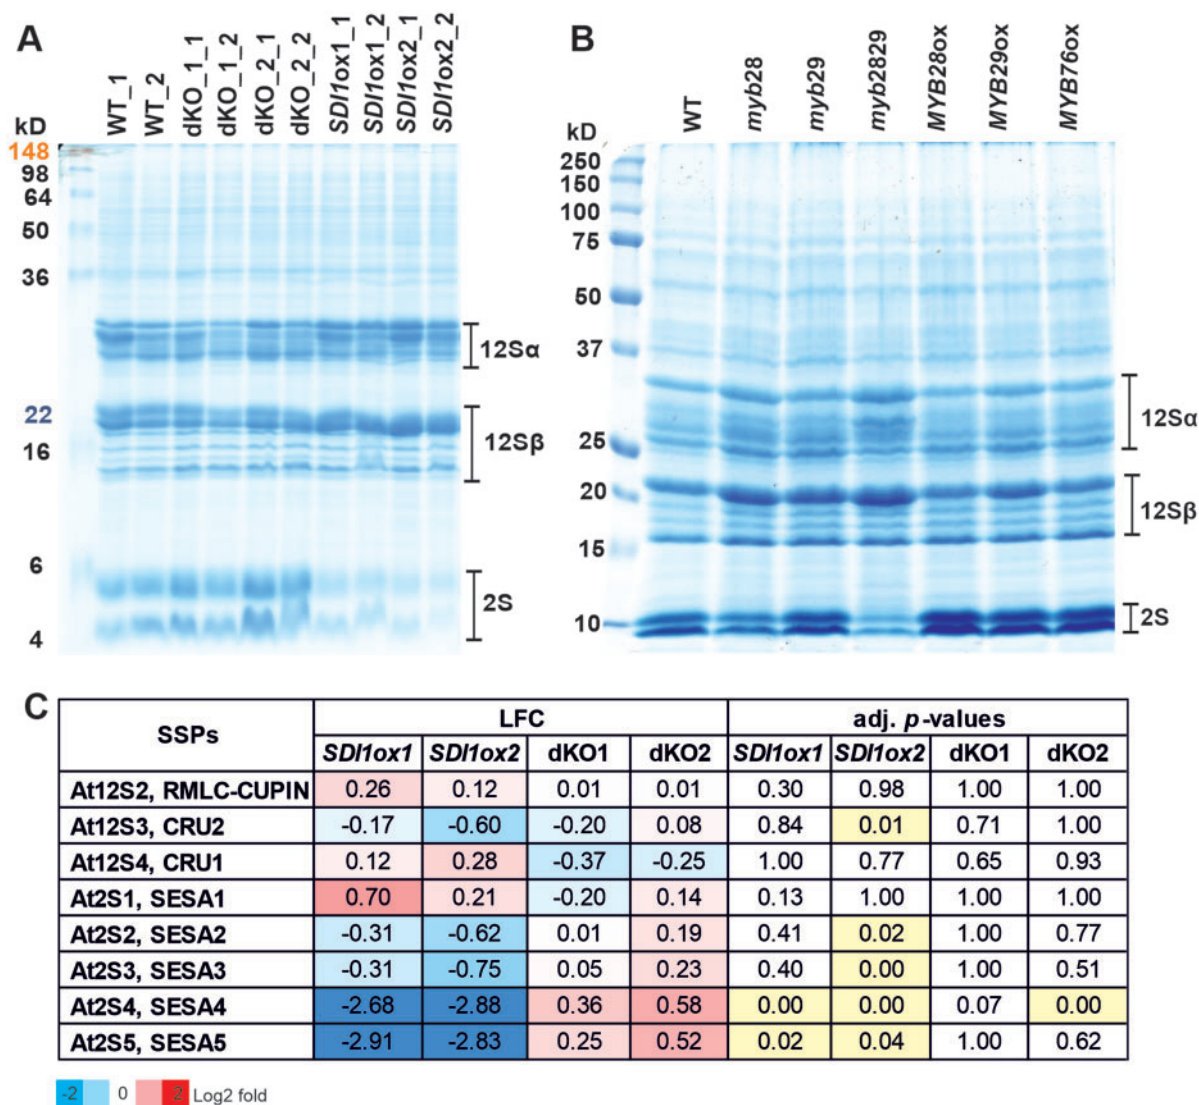 A
WT_1
WT_2
dKO_1_1
dKO_1_2
dKO_2_1
dKO_2_2
SDI1ox1_1
SDI1ox1_2
SDI1ox2_1
SDI1ox2_2
kD
148
98
64
50
36
22
16
6
4
12Sα
12Sβ
2S
B
WT
myb28
myb29
myb2829
MYB28ox
MYB29ox
MYB76ox
kD
250
150
100
75
50
37
25
20
15
10
12Sα
12Sβ
2S
C
SSPs LFC adj. p-values
SDI1ox1 SDI1ox2 dKO1 dKO2 SDI1ox1 SDI1ox2 dKO1 dKO2
At12S2, RMLC-CUPIN 0.26 0.12 0.01 0.01 0.30 0.98 1.00 1.00
At12S3, CRU2 -0.17 -0.60 -0.20 0.08 0.84 0.01 0.71 1.00
At12S4, CRU1 0.12 0.28 -0.37 -0.25 1.00 0.77 0.65 0.93
At2S1, SESA1 0.70 0.21 -0.20 0.14 0.13 1.00 1.00 1.00
At2S2, SESA2 -0.31 -0.62 0.01 0.19 0.41 0.02 1.00 0.77
At2S3, SESA3 -0.31 -0.75 0.05 0.23 0.40 0.00 1.00 0.51
At2S4, SESA4 -2.68 -2.88 0.36 0.58 0.00 0.00 0.07 0.00
At2S5, SESA5 -2.91 -2.83 0.25 0.52 0.02 0.04 1.00 0.62
-2 0 2 Log2 fold